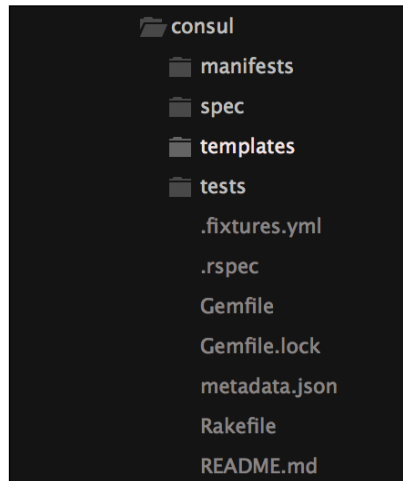 consul
manifests
spec
templates
tests
.fixtures.yml
.rspec
Gemfile
Gemfile.lock
metadata.json
Rakefile
README.md